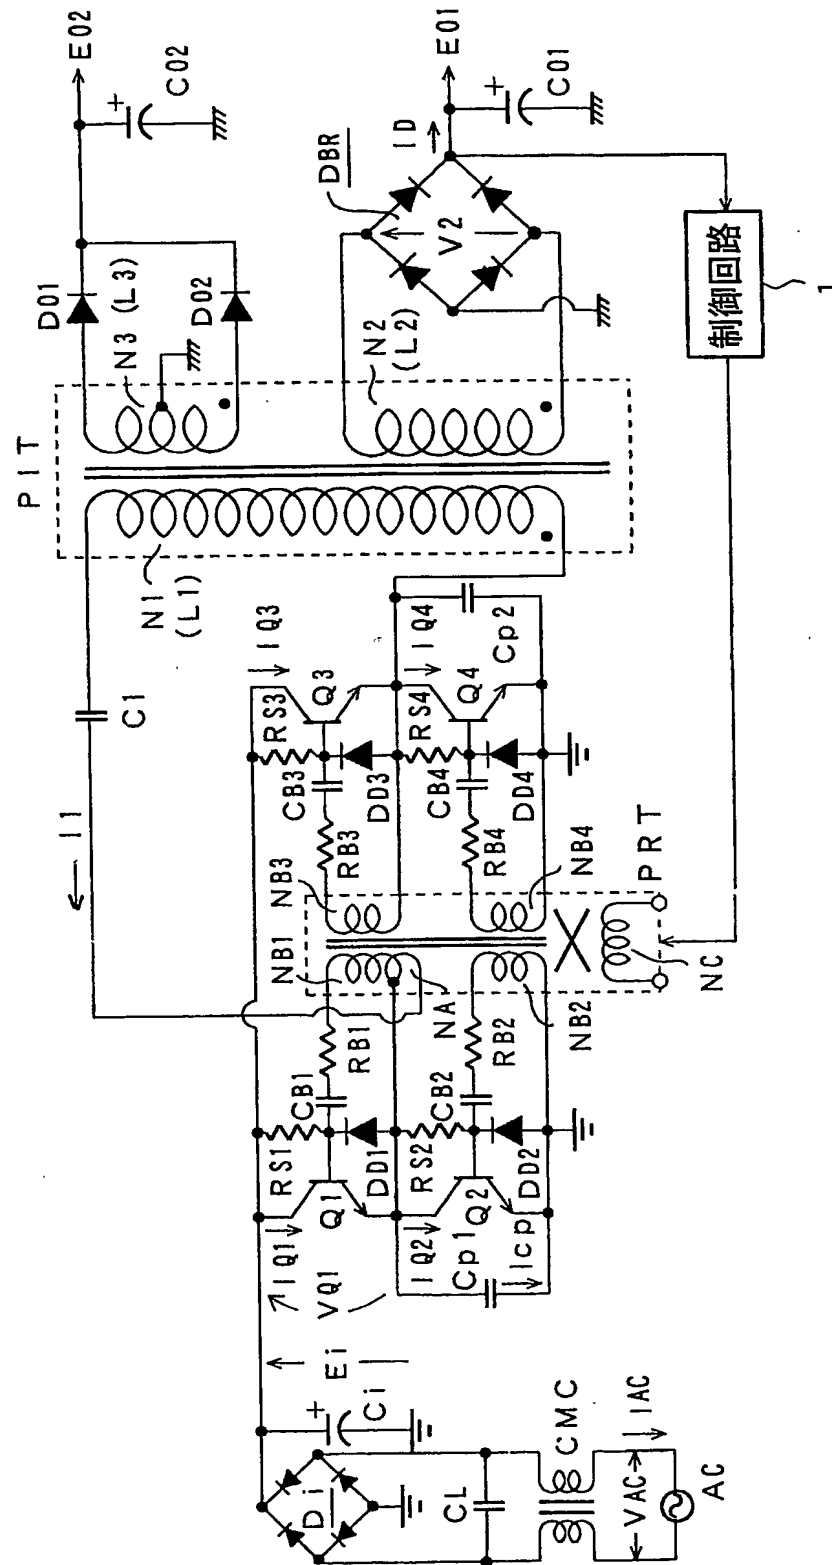 E02
C02
+
D01
N3 (L3)
D02
PIT
N1
(L1)
C1
I1
E01
C01
+
ID
DBR
V2
N2
(L2)
制御回路
1
IQ3
Q3
RS3
CB3
DD3
RB3
NB3
IQ4
Cp2
Q4
RS4
CB4
DD4
RB4
NB4
PRT
NC
NB1
NA
NB2
RB1
CB1
RS1
DD1
Q1
IQ1
VQ1
RB2
CB2
RS2
DD2
Q2
IQ2
Cp1
Icp
Ei
+
Ci
Di
CL
CMC
VAC
IAC
AC